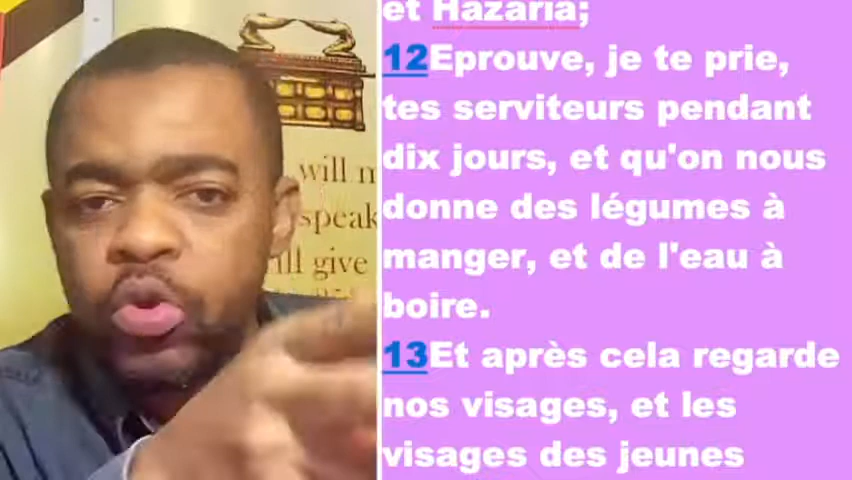 will
speak
ill give
et Hazaria;
12Eprouve, je te prie,
tes serviteurs pendant
dix jours, et qu'on nous
donne des légumes à
manger, et de l'eau à
boire.
13Et après cela regarde
nos visages, et les
visages des jeunes